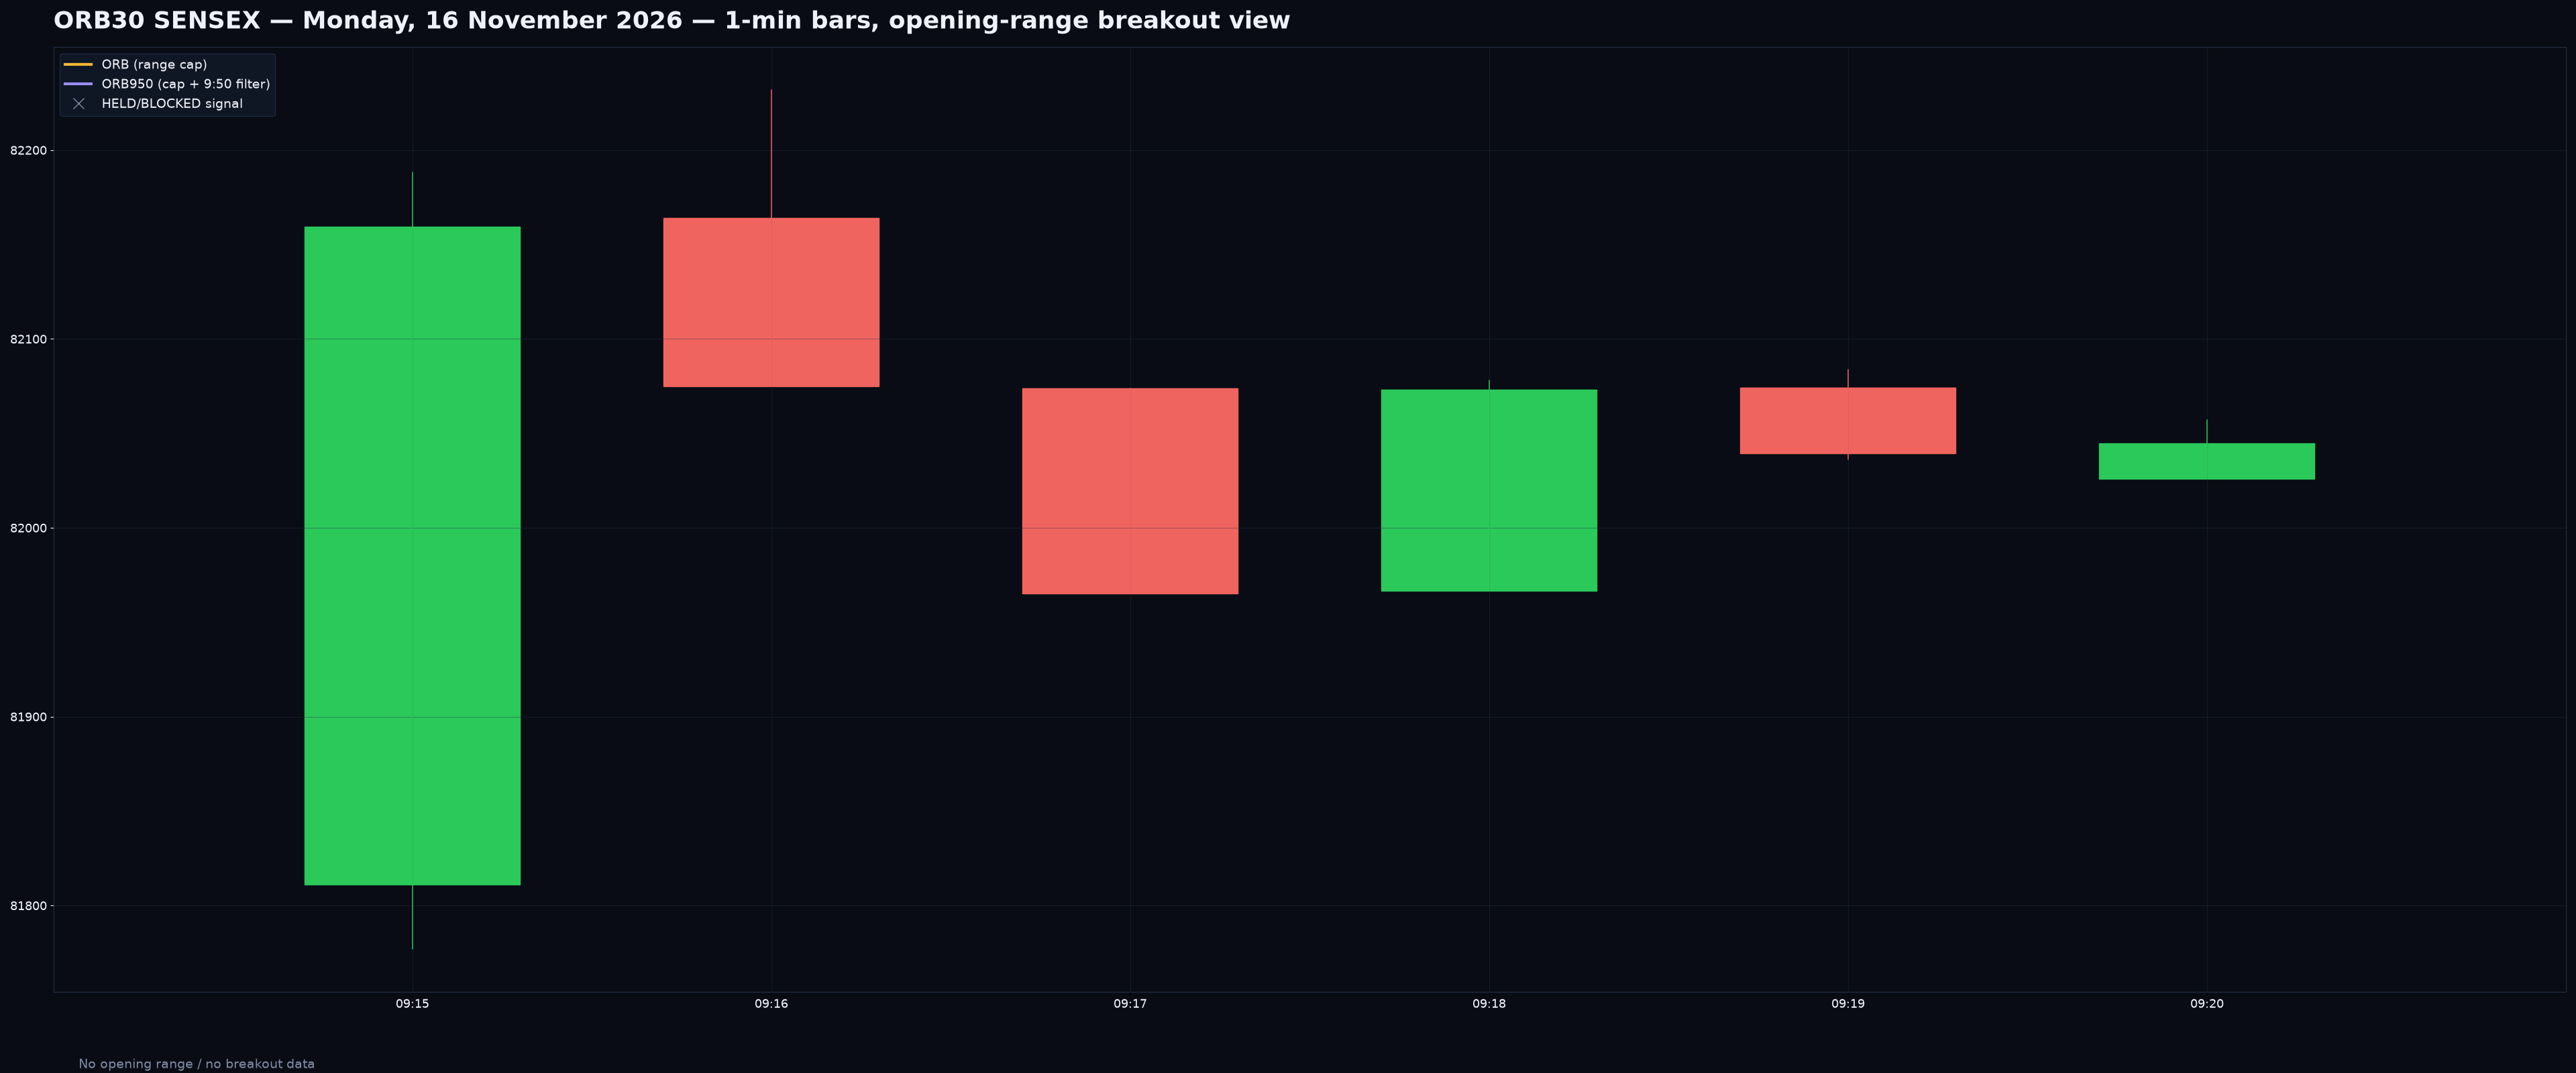 ORB30 SENSEX — Monday, 16 November 2026 — 1-min bars, opening-range breakout view
ORB (range cap)
ORB950 (cap + 9:50 filter)
HELD/BLOCKED signal
82200
82100
82000
81900
81800
09:15 09:16 09:17 09:18 09:19 09:20
No opening range / no breakout data